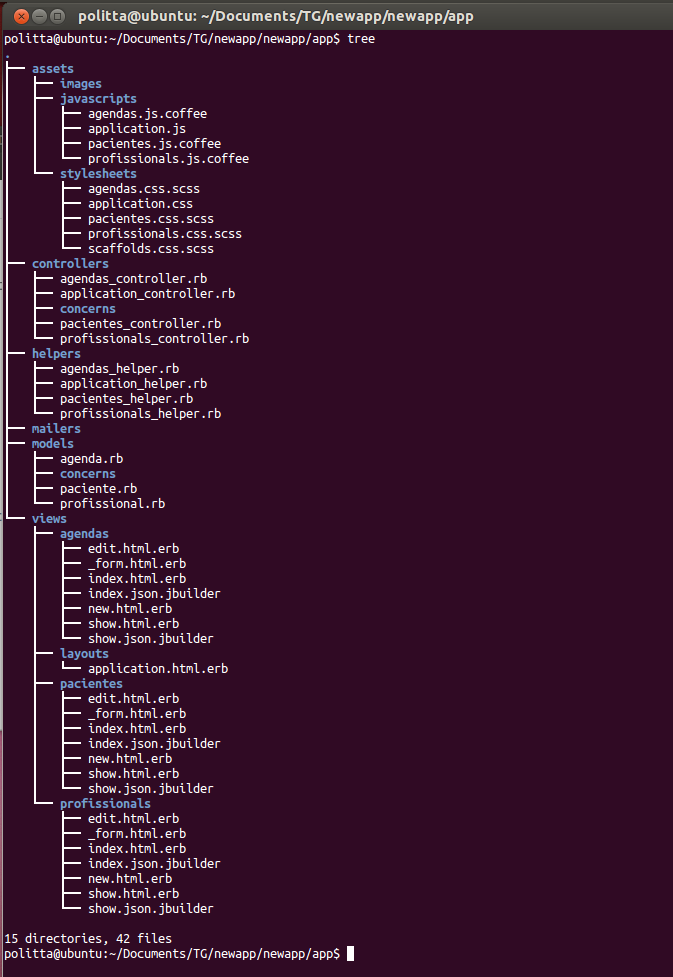 politta@ubuntu: ~/Documents/TG/newapp/newapp/app
politta@ubuntu:~/Documents/TG/newapp/newapp/app$ tree
.
├── assets
│   ├── images
│   ├── javascripts
│   │   ├── agendas.js.coffee
│   │   ├── application.js
│   │   ├── pacientes.js.coffee
│   │   └── profissionals.js.coffee
│   └── stylesheets
│       ├── agendas.css.scss
│       ├── application.css
│       ├── pacientes.css.scss
│       ├── profissionals.css.scss
│       └── scaffolds.css.scss
├── controllers
│   ├── agendas_controller.rb
│   ├── application_controller.rb
│   ├── concerns
│   ├── pacientes_controller.rb
│   └── profissionals_controller.rb
├── helpers
│   ├── agendas_helper.rb
│   ├── application_helper.rb
│   ├── pacientes_helper.rb
│   └── profissionals_helper.rb
├── mailers
├── models
│   ├── agenda.rb
│   ├── concerns
│   ├── paciente.rb
│   └── profissional.rb
└── views
    ├── agendas
    │   ├── edit.html.erb
    │   ├── _form.html.erb
    │   ├── index.html.erb
    │   ├── index.json.jbuilder
    │   ├── new.html.erb
    │   ├── show.html.erb
    │   └── show.json.jbuilder
    ├── layouts
    │   └── application.html.erb
    ├── pacientes
    │   ├── edit.html.erb
    │   ├── _form.html.erb
    │   ├── index.html.erb
    │   ├── index.json.jbuilder
    │   ├── new.html.erb
    │   ├── show.html.erb
    │   └── show.json.jbuilder
    └── profissionals
        ├── edit.html.erb
        ├── _form.html.erb
        ├── index.html.erb
        ├── index.json.jbuilder
        ├── new.html.erb
        ├── show.html.erb
        └── show.json.jbuilder
15 directories, 42 files
politta@ubuntu:~/Documents/TG/newapp/newapp/app$